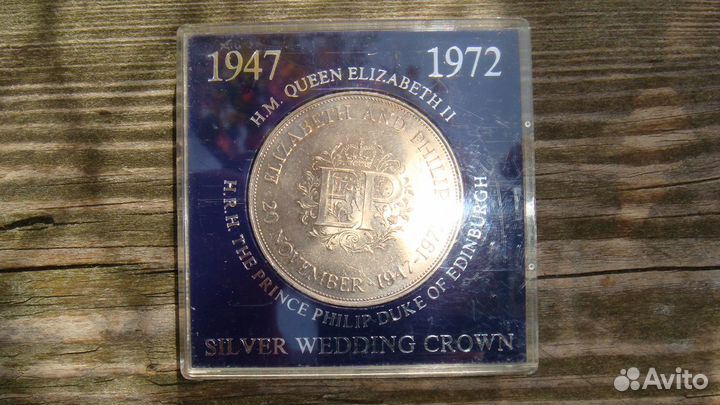 1947 1972
H.M. QUEEN ELIZABETH II
H.R.H. THE PRINCE PHILIP·DUKE OF EDINBURGH
ELIZABETH AND PHILIP
20 NOVEMBER 1947-1972
EP
SILVER WEDDING CROWN
Avito